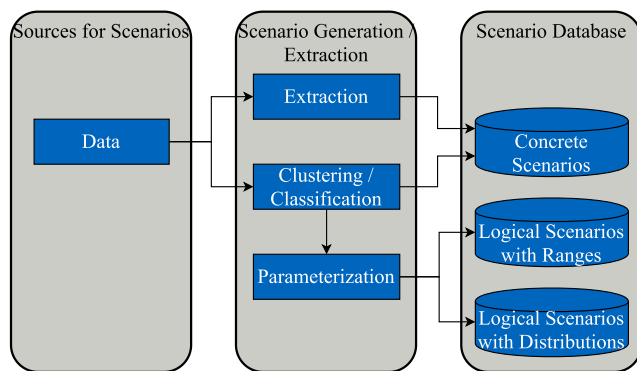 Sources for Scenarios
Data
Scenario Generation /
Extraction
Extraction
Clustering /
Classification
Parameterization
Scenario Database
Concrete
Scenarios
Logical Scenarios
with Ranges
Logical Scenarios
with Distributions